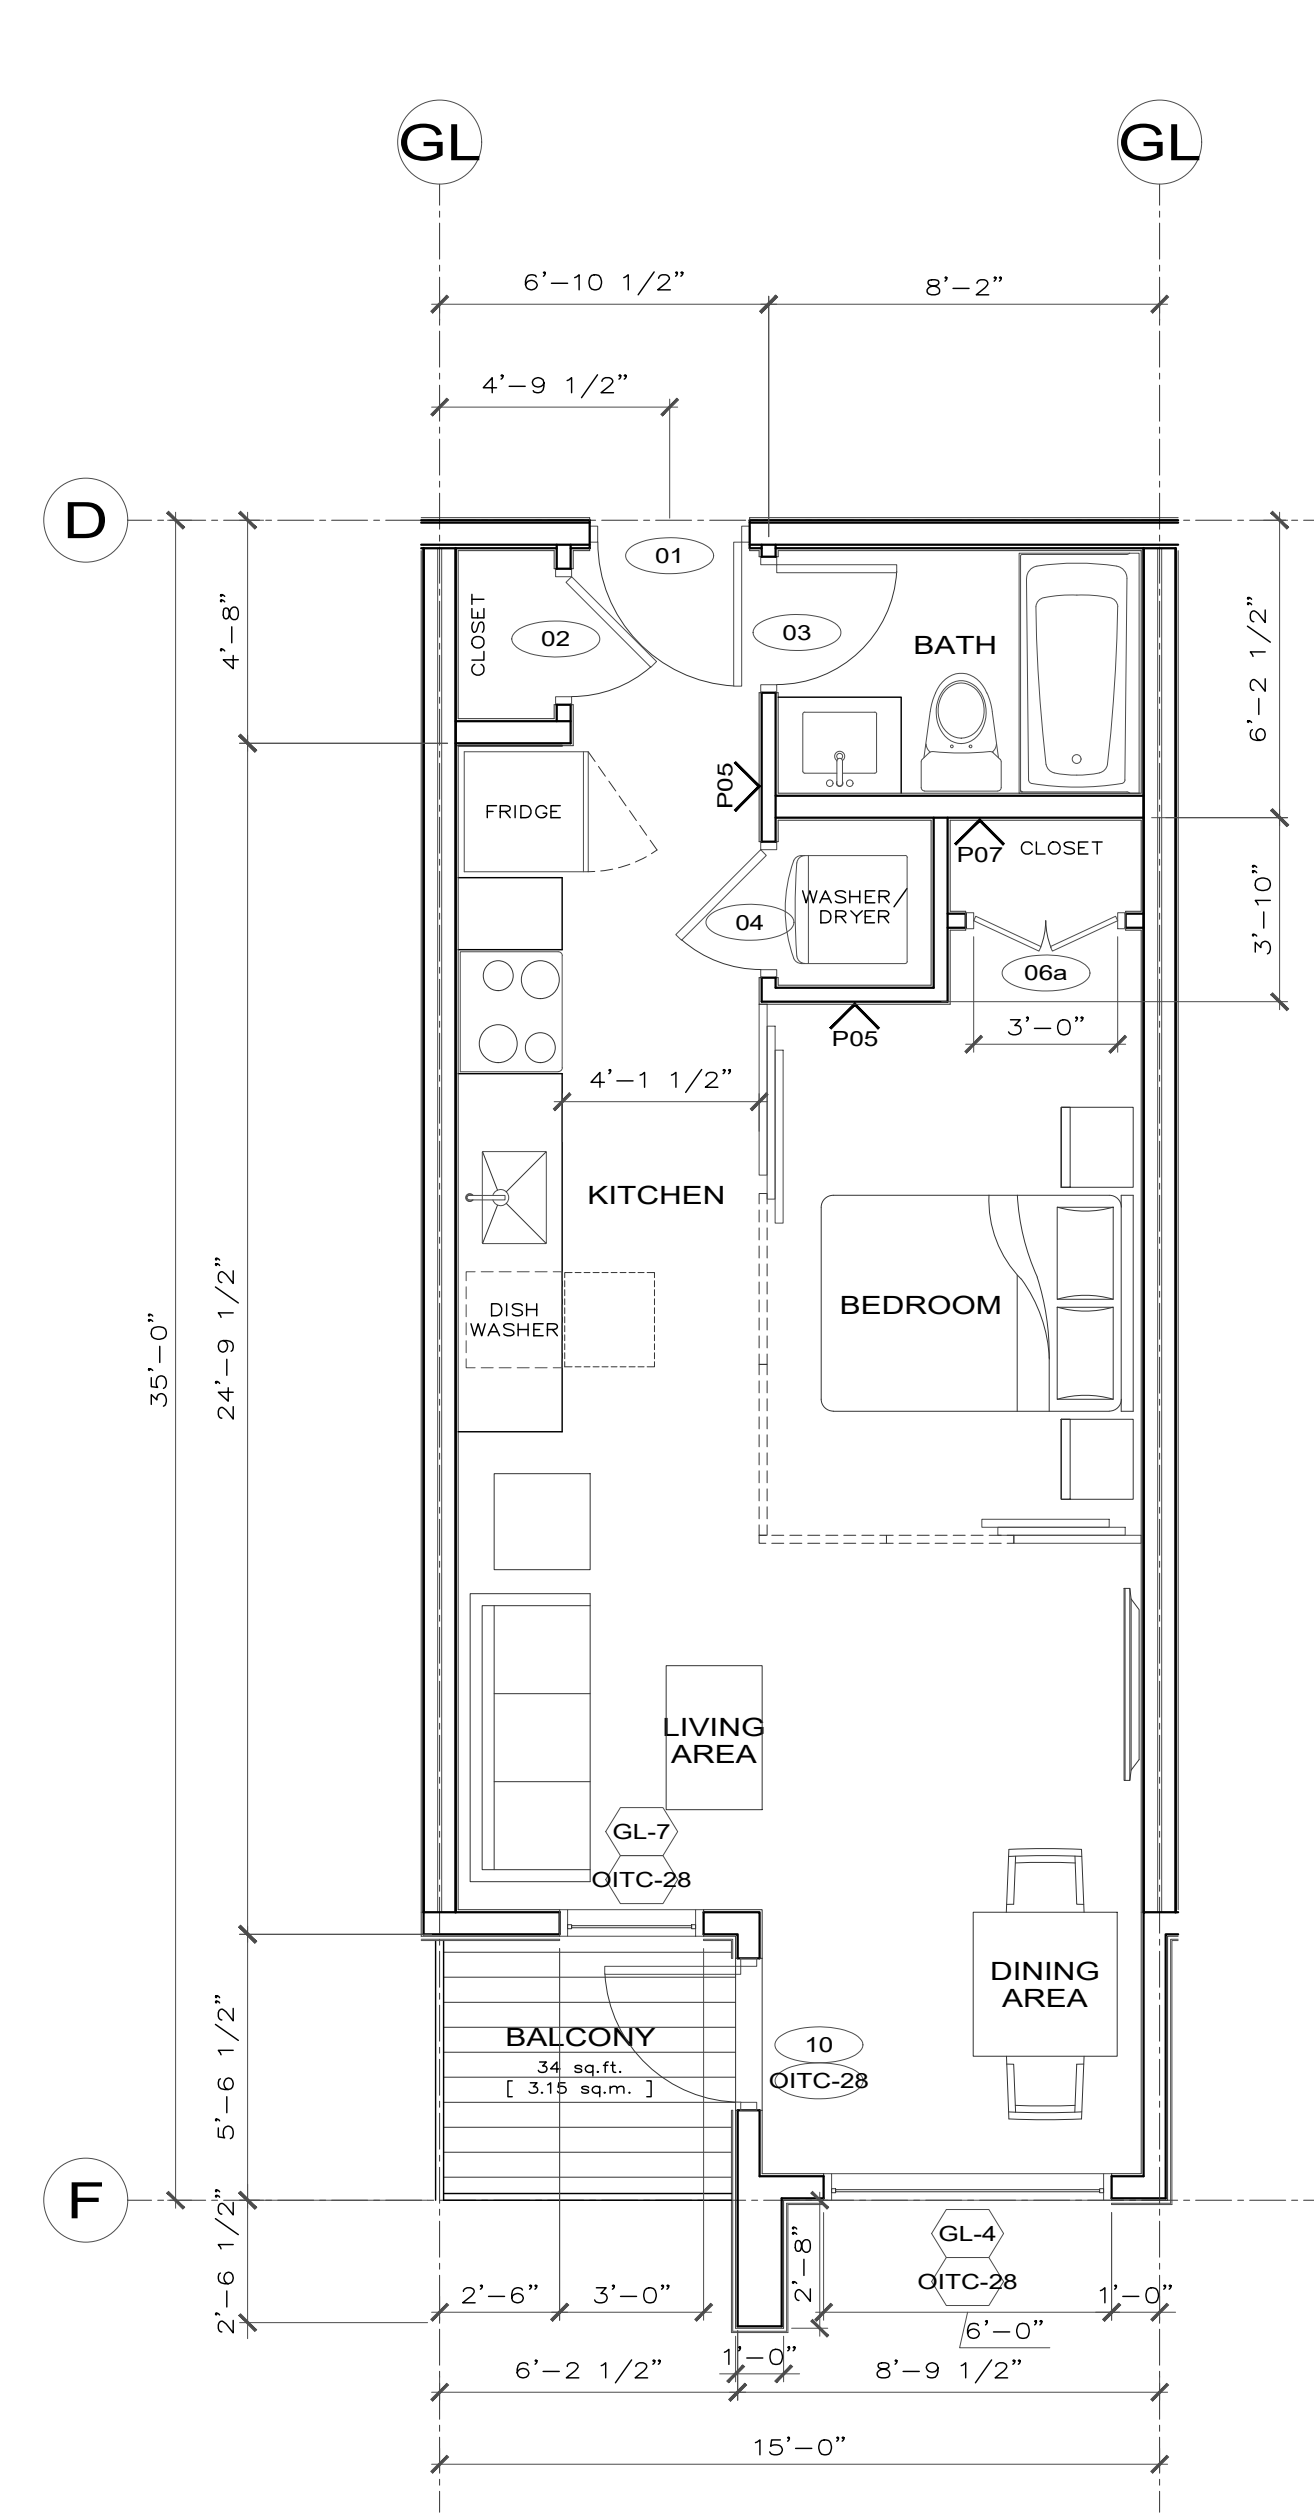 GL
GL
6’–10 1/2”
8’–2”
4’–9 1/2”
D
01
02
03
CLOSET
BATH
4’–8”
6’–2 1/2”
P05
FRIDGE
P07
CLOSET
WASHER/
DRYER
04
3’–10”
06a
3’–0”
P05
4’–1 1/2”
KITCHEN
BEDROOM
DISH
WASHER
35’–0”
24’–9 1/2”
LIVING
AREA
GL-7
OITC-28
DINING
AREA
BALCONY
34 sq.ft.
[ 3.15 sq.m. ]
10
OITC-28
5’–6 1/2”
F
2’–6 1/2”
GL-4
OITC-28
2’–8”
2’–6”
3’–0”
1’–0”
6’–0”
1’–0”
6’–2 1/2”
8’–9 1/2”
15’–0”